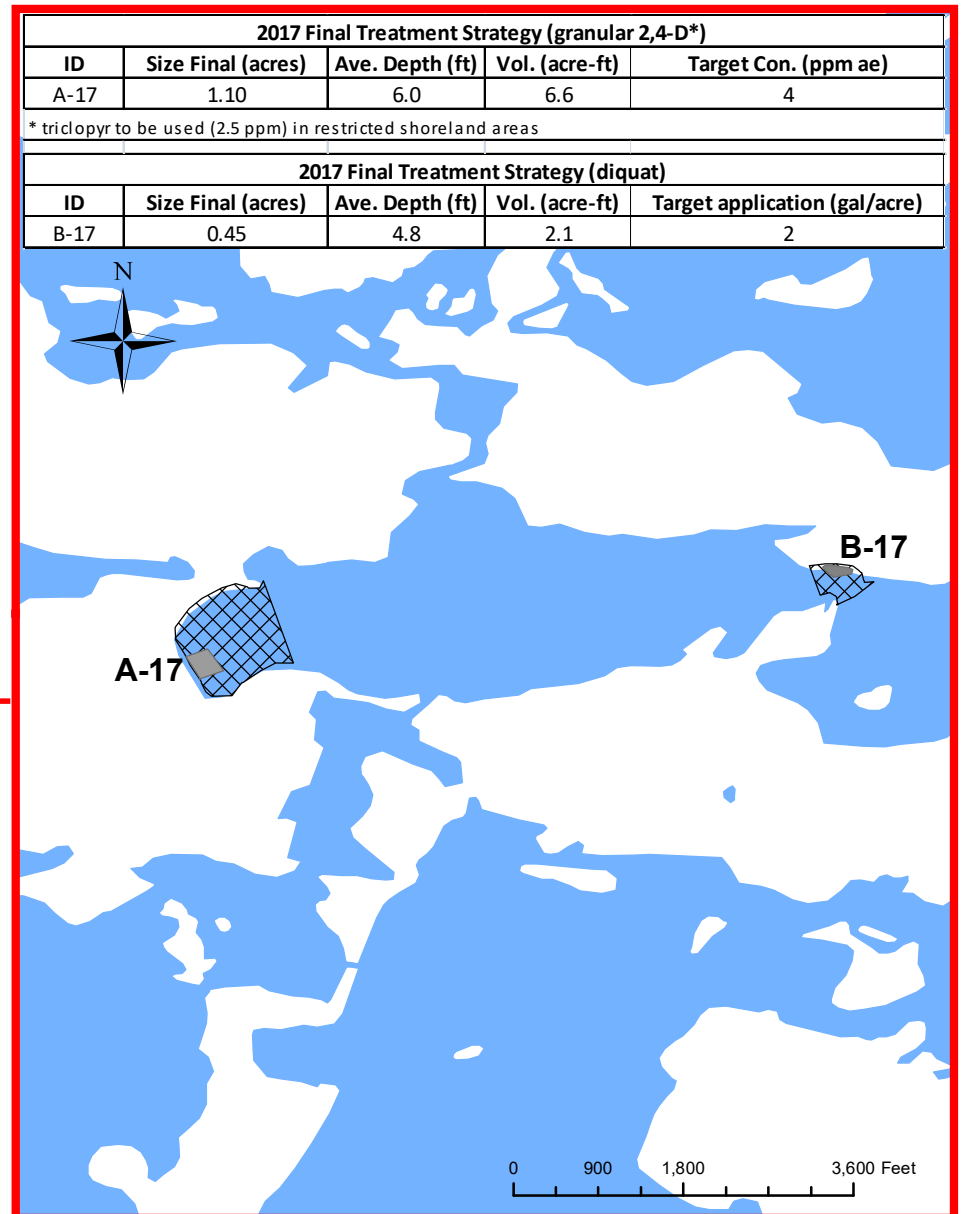 2017 Final Treatment Strategy (granular 2,4-D*)
ID Size Final (acres) Ave. Depth (ft) Vol. (acre-ft) Target Con. (ppm ae)
A-17 1.10 6.0 6.6 4
* triclopyr to be used (2.5 ppm) in restricted shoreland areas
2017 Final Treatment Strategy (diquat)
ID Size Final (acres) Ave. Depth (ft) Vol. (acre-ft) Target application (gal/acre)
B-17 0.45 4.8 2.1 2
N
B-17
A-17
0 900 1,800 3,600 Feet